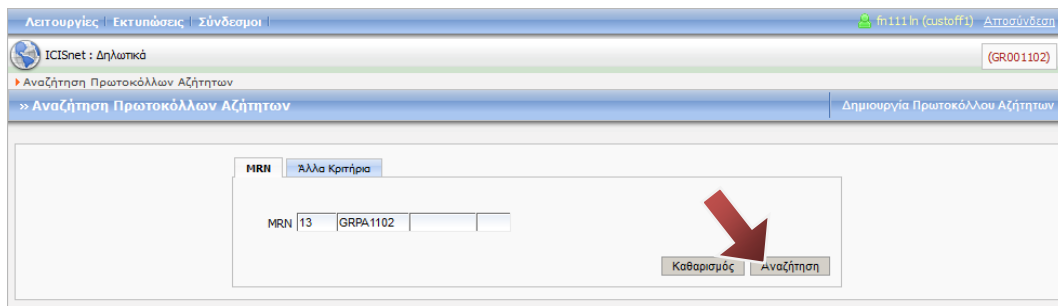 Λειτουργίες | Εκτυπώσεις | Σύνδεσμοι | fn111 ln (custoff1) Αποσύνδεση
ICISnet : Δηλωτικά (GR001102)
Αναζήτηση Πρωτοκόλλων Αζήτητων
» Αναζήτηση Πρωτοκόλλων Αζήτητων Δημιουργία Πρωτοκόλλου Αζήτητων
MRN Άλλα Κριτήρια
MRN 13 GRPA1102
Καθαρισμός Αναζήτηση